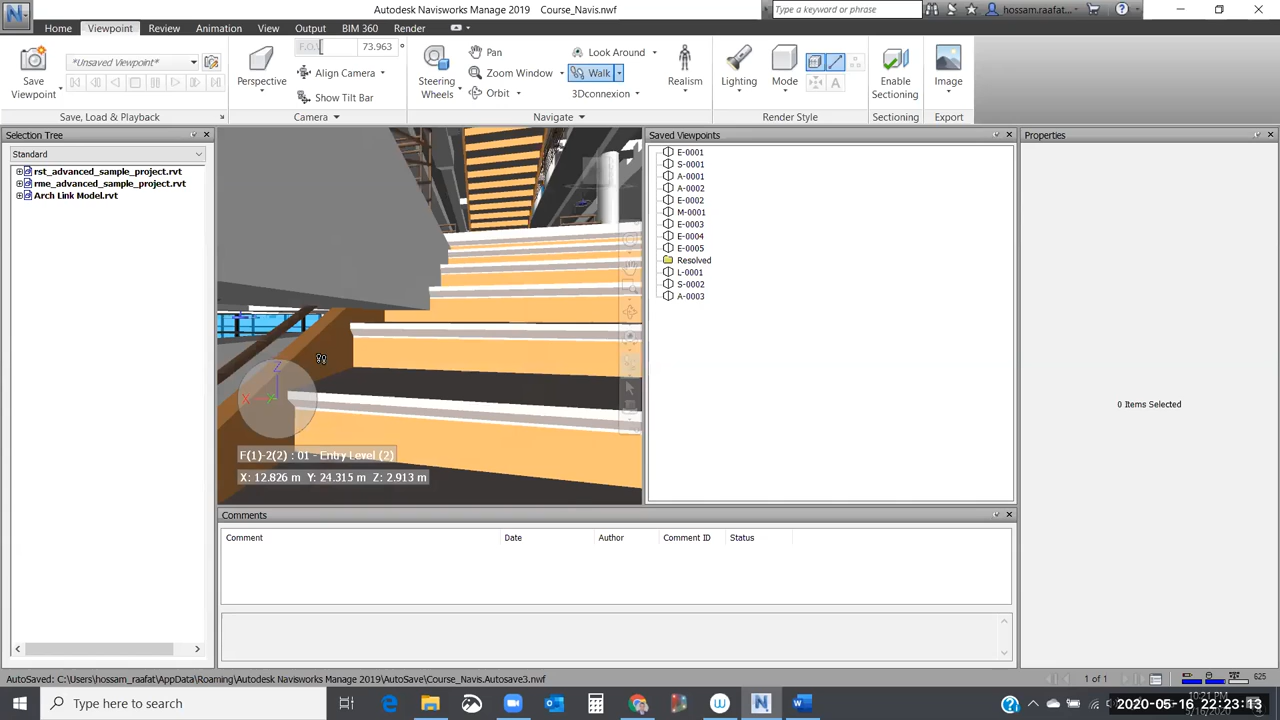 Autodesk Navisworks Manage 2019 Course_Navis.nwf
Type a keyword or phrase
hossam.raafat...
Home Viewpoint Review Animation View Output BIM 360 Render
Save Viewpoint
*Unsaved Viewpoint*
Save, Load & Playback
Perspective
F.O.V. 73.963 °
Align Camera
Show Tilt Bar
Camera
Steering Wheels
Pan
Zoom Window
Orbit
Look Around
Walk
3Dconnexion
Navigate
Realism
Lighting
Mode
A
Render Style
Enable Sectioning
Sectioning
Image
Export
Selection Tree
Standard
rst_advanced_sample_project.rvt
rme_advanced_sample_project.rvt
Arch Link Model.rvt
Z
X
F(1)-2(2) : 01 - Entry Level (2)
X: 12.826 m Y: 24.315 m Z: 2.913 m
Saved Viewpoints
E-0001
S-0001
A-0001
A-0002
E-0002
M-0001
E-0003
E-0004
E-0005
Resolved
L-0001
S-0002
A-0003
Properties
0 Items Selected
Comments
Comment Date Author Comment ID Status
AutoSaved: C:\Users\hossam_raafat\AppData\Roaming\Autodesk Navisworks Manage 2019\AutoSave\Course_Navis.Autosave3.nwf
1 of 1
625
Type here to search
10:21 PM
2020-05-16 22:23:13